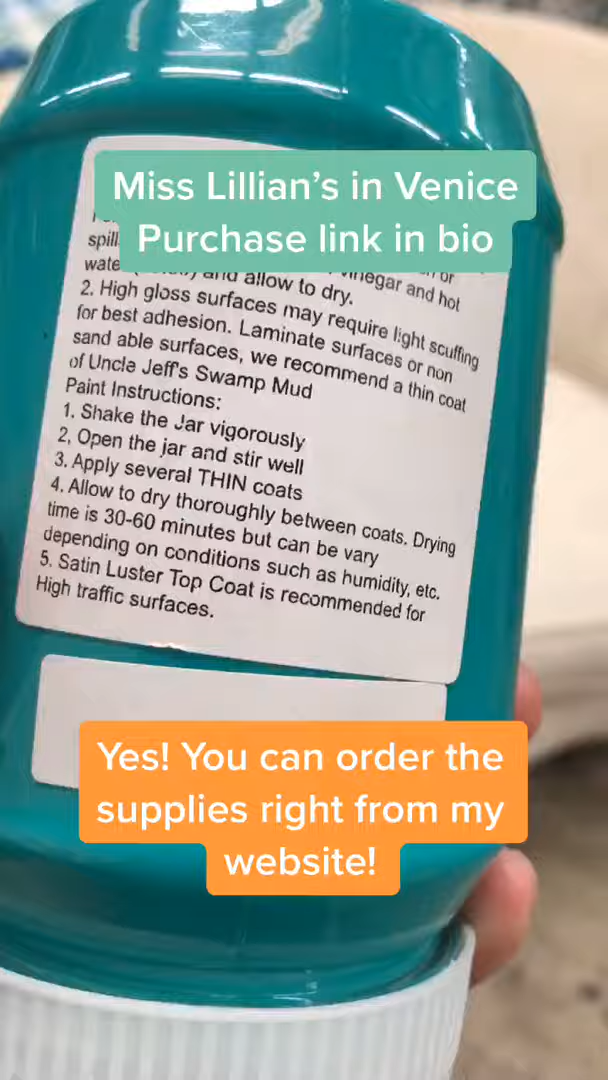 Miss Lillian's in Venice
Purchase link in bio
spill
vinegar and hot
wate
and allow to dry.
2. High gloss surfaces may require light scuffing
for best adhesion. Laminate surfaces or non
sand able surfaces, we recommend a thin coat
of Uncle Jeff's Swamp Mud
Paint Instructions:
1. Shake the Jar vigorously
2, Open the jar and stir well
3. Apply several THIN coats
4. Allow to dry thoroughly between coats. Drying
time is 30-60 minutes but can be vary
depending on conditions such as humidity, etc.
5. Satin Luster Top Coat is recommended for
High traffic surfaces.
Yes! You can order the
supplies right from my
website!